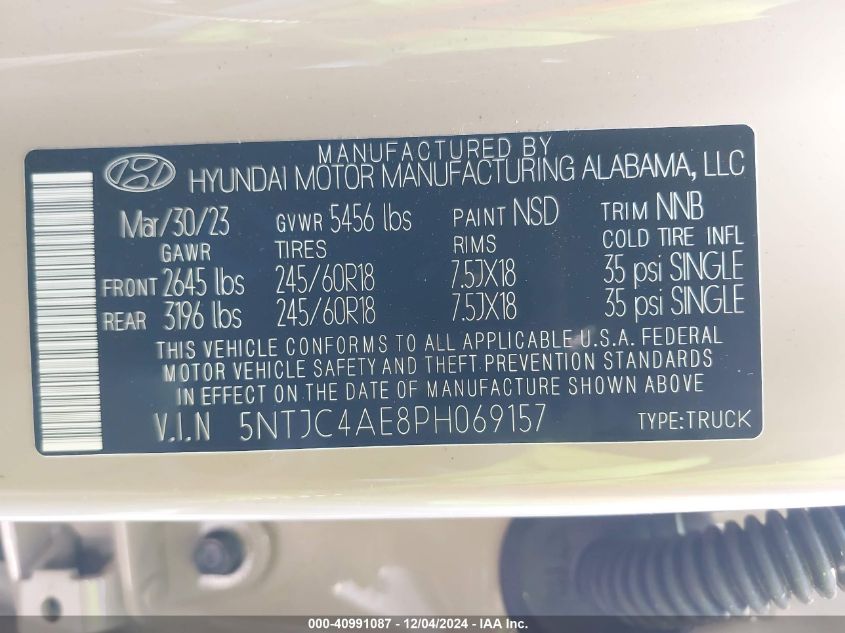 MANUFACTURED BY
HYUNDAI MOTOR MANUFACTURING ALABAMA, LLC
Mar/30/23 GVWR 5456 lbs PAINT NSD TRIM NNB
GAWR TIRES RIMS COLD TIRE INFL
FRONT 2645 lbs 245/60R18 7.5JX18 35 psi SINGLE
REAR 3196 lbs 245/60R18 7.5JX18 35 psi SINGLE
THIS VEHICLE CONFORMS TO ALL APPLICABLE U.S.A. FEDERAL
MOTOR VEHICLE SAFETY AND THEFT PREVENTION STANDARDS
IN EFFECT ON THE DATE OF MANUFACTURE SHOWN ABOVE
V.I.N 5NTJC4AE8PH069157 TYPE:TRUCK
000-40991087 - 12/04/2024 - IAA Inc.